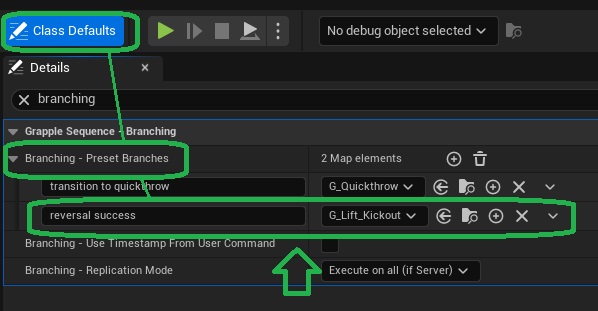 Class Defaults
No debug object selected
Details
branching
Grapple Sequence - Branching
Branching - Preset Branches 2 Map elements
transition to quickthrow G_Quickthrow
reversal success G_Lift_Kickout
Branching - Use Timestamp From User Command
Branching - Replication Mode Execute on all (if Server)